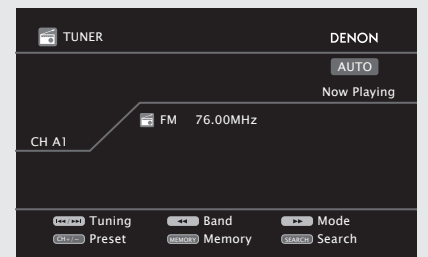 TUNER DENON
AUTO
Now Playing
FM 76.00MHz
CH A1
Tuning Band Mode
CH+/− Preset MEMORY Memory SEARCH Search